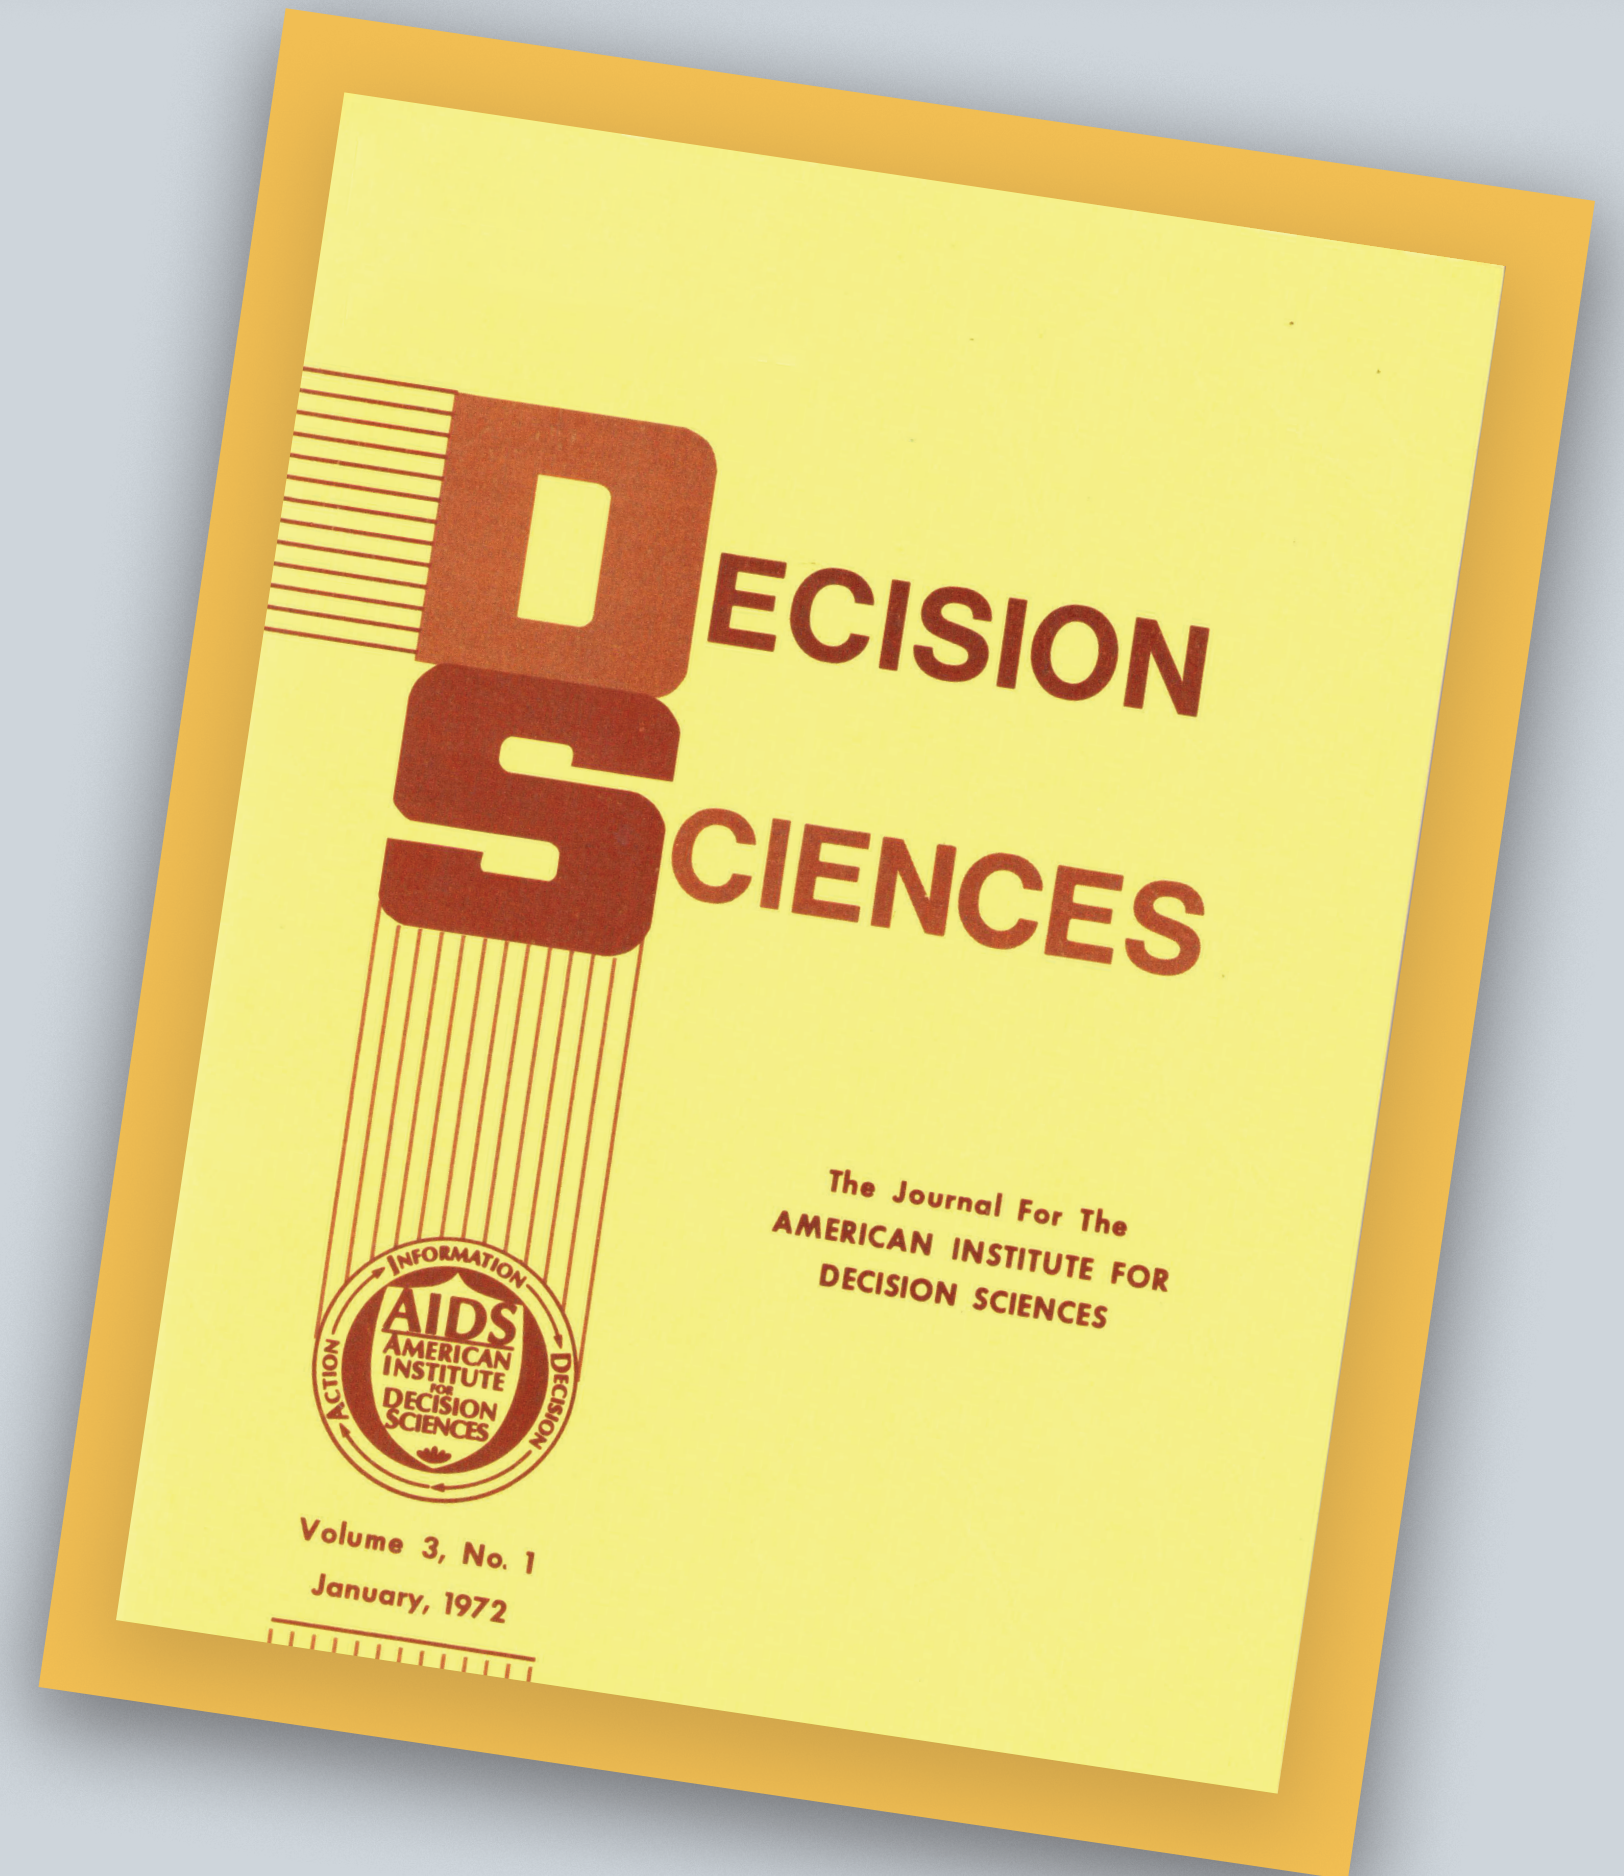 DECISION
SCIENCES
The Journal For The
AMERICAN INSTITUTE FOR
DECISION SCIENCES
INFORMATION
DECISION
ACTION
AIDS
AMERICAN
INSTITUTE
FOR
DECISION
SCIENCES
Volume 3, No. 1
January, 1972